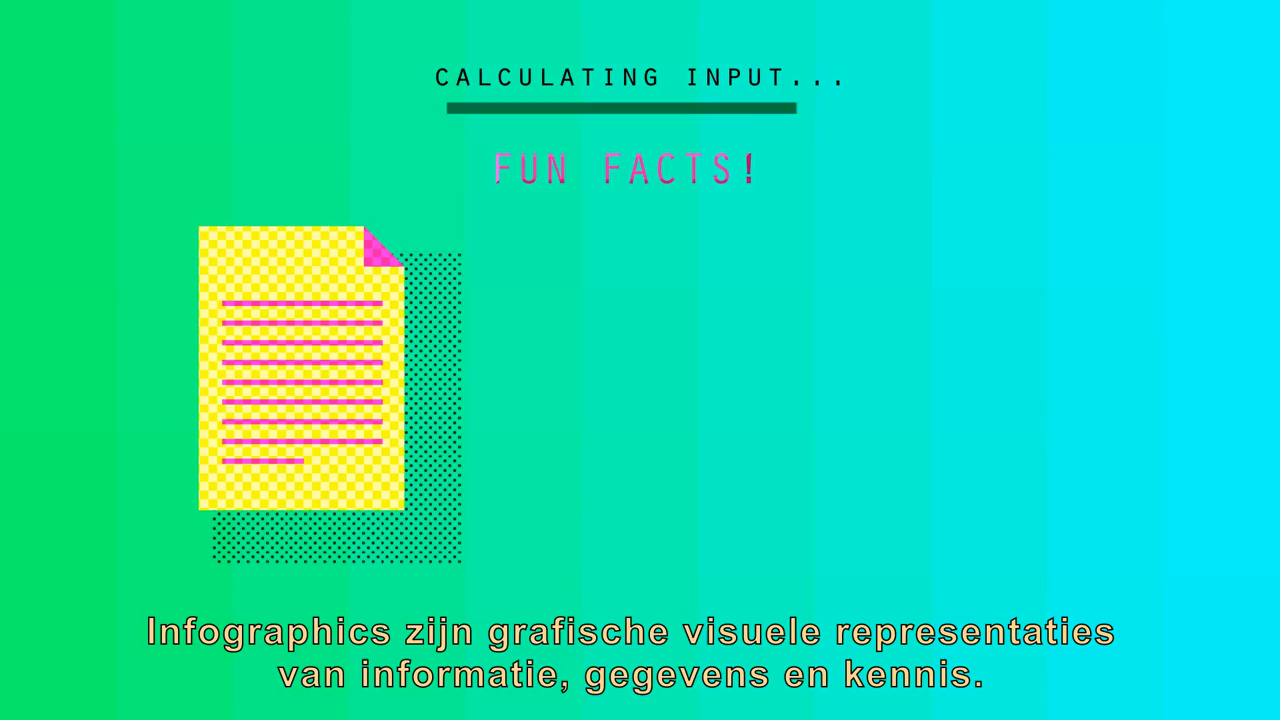 CALCULATING INPUT...
FUN FACTS!
Infographics zijn grafische visuele representaties
van informatie, gegevens en kennis.